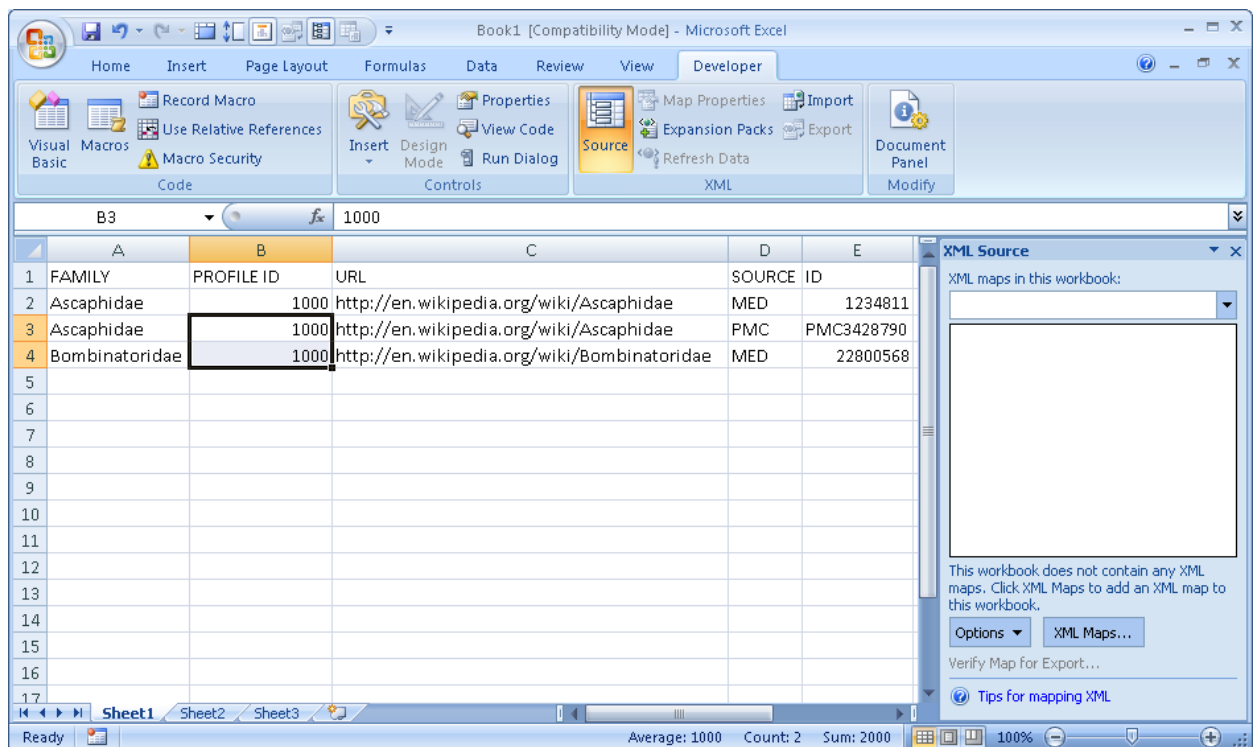 Book1 [Compatibility Mode] - Microsoft Excel
Home Insert Page Layout Formulas Data Review View Developer
Visual Basic
Macros
Record Macro
Use Relative References
Macro Security
Code
Insert
Design Mode
Properties
View Code
Run Dialog
Controls
Source
Map Properties
Expansion Packs
Refresh Data
Import
Export
XML
Document Panel
Modify
B3 fx 1000
A B C D E
1 FAMILY PROFILE ID URL SOURCE ID
2 Ascaphidae 1000 http://en.wikipedia.org/wiki/Ascaphidae MED 1234811
3 Ascaphidae 1000 http://en.wikipedia.org/wiki/Ascaphidae PMC PMC3428790
4 Bombinatoridae 1000 http://en.wikipedia.org/wiki/Bombinatoridae MED 22800568
5
6
7
8
9
10
11
12
13
14
15
16
17
XML Source
XML maps in this workbook:
This workbook does not contain any XML
maps. Click XML Maps to add an XML map to
this workbook.
Options
XML Maps...
Verify Map for Export...
Tips for mapping XML
Sheet1 Sheet2 Sheet3
Ready Average: 1000 Count: 2 Sum: 2000 100%